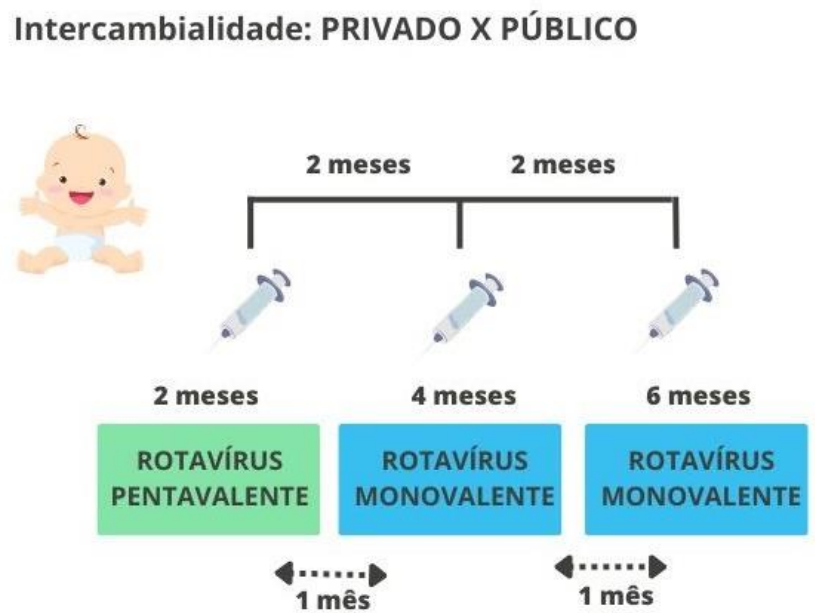 Intercambialidade: PRIVADO X PÚBLICO
2 meses
2 meses
2 meses
4 meses
6 meses
ROTAVÍRUS
PENTAVALENTE
ROTAVÍRUS
MONOVALENTE
ROTAVÍRUS
MONOVALENTE
1 mês
1 mês